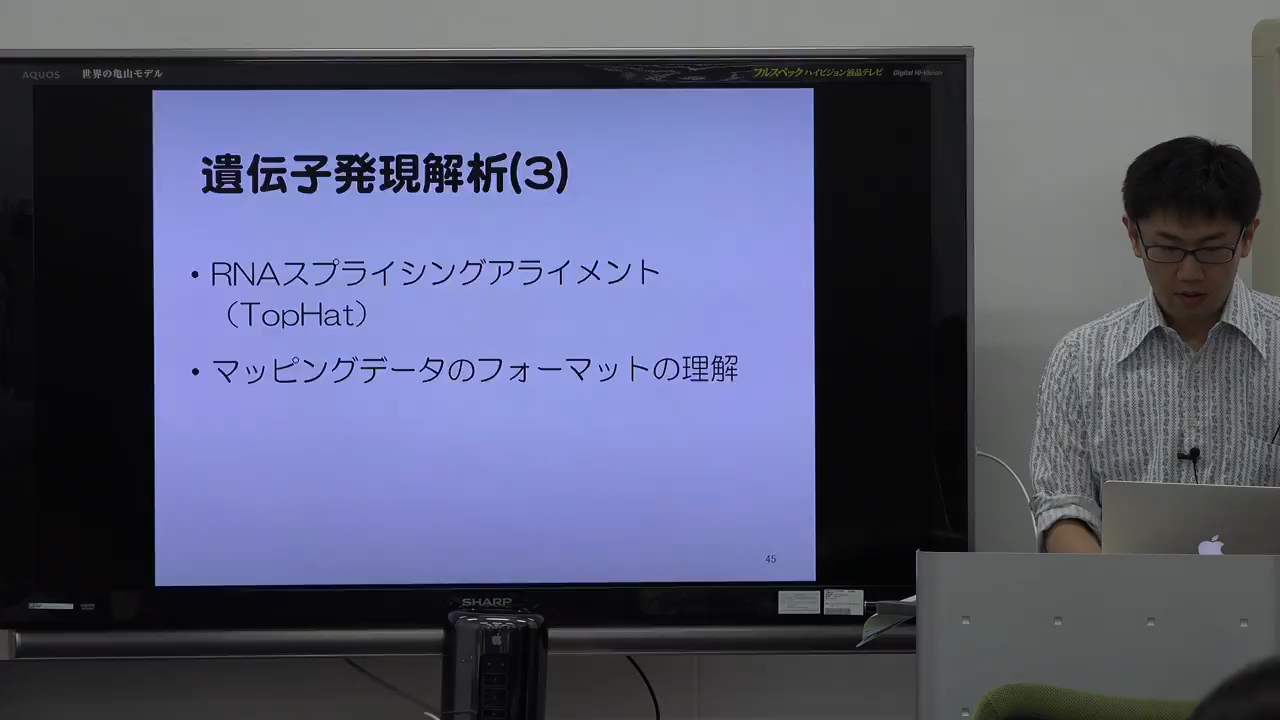 AQUOS 世界の亀山モデル フルスペックハイビジョン液晶テレビ Digital Hi-Vision
遺伝子発現解析(3)
・RNAスプライシングアライメント
（TopHat）
・マッピングデータのフォーマットの理解
45
SHARP